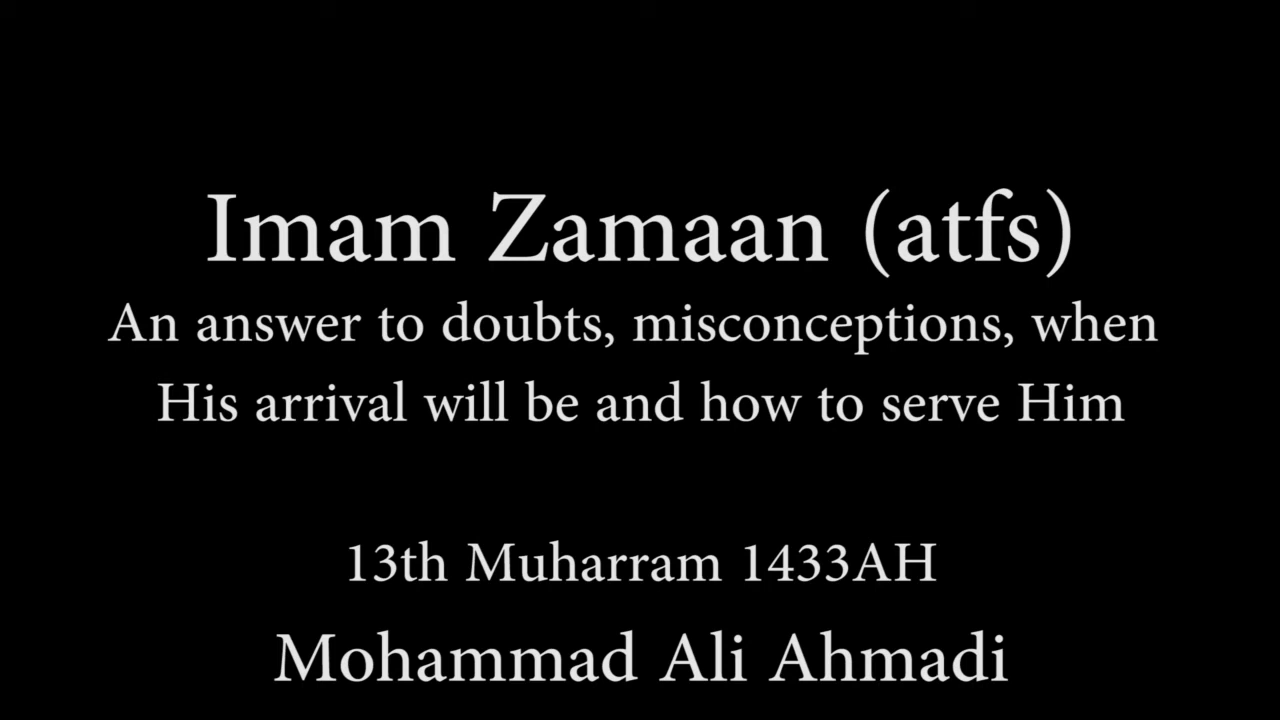 Imam Zamaan (atfs)
An answer to doubts, misconceptions, when
His arrival will be and how to serve Him
13th Muharram 1433AH
Mohammad Ali Ahmadi